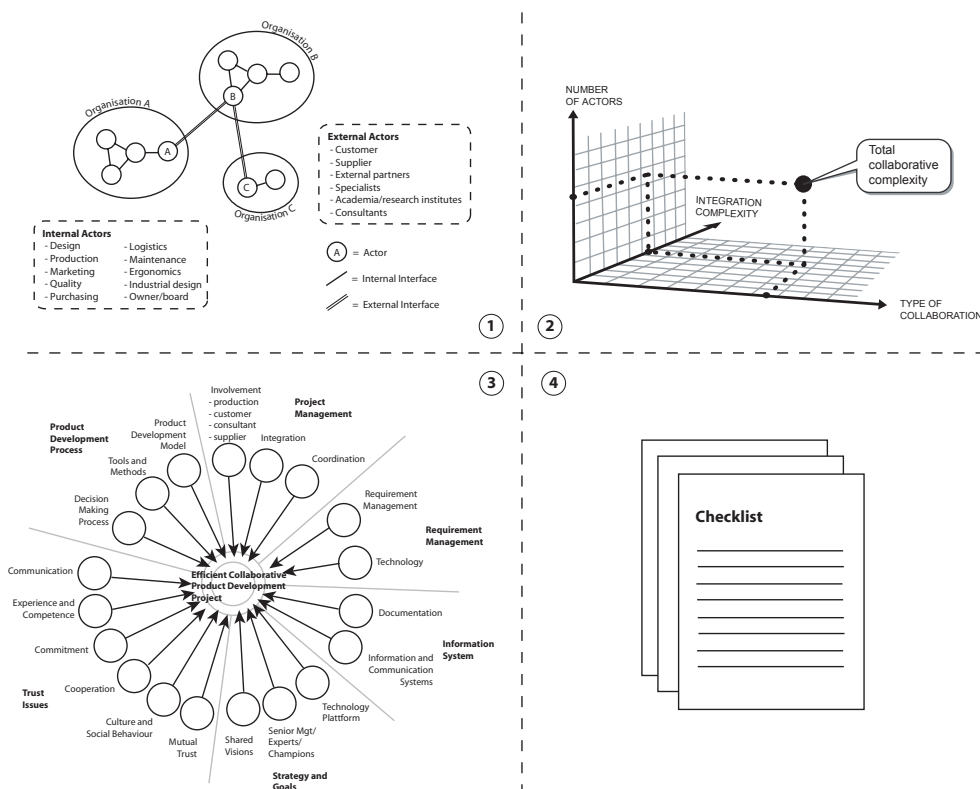 Organisation B
Organisation A
B
A
C
Organisation C
External Actors
- Customer
- Supplier
- External partners
- Specialists
- Academia/research institutes
- Consultants
Internal Actors
- Design
- Production
- Marketing
- Quality
- Purchasing
- Logistics
- Maintenance
- Ergonomics
- Industrial design
- Owner/board
A = Actor
= Internal Interface
= External Interface
1
NUMBER
OF ACTORS
INTEGRATION
COMPLEXITY
Total
collaborative
complexity
TYPE OF
COLLABORATION
2
3
Product
Development
Process
Project
Management
Involvement
- production
- customer
- consultant
- supplier
Integration
Coordination
Product
Development
Model
Tools and
Methods
Decision
Making
Process
Requirement
Management
Requirement
Management
Technology
Efficient Collaborative
Product Development
Project
Communication
Experience and
Competence
Commitment
Cooperation
Trust
Issues
Culture and
Social Behaviour
Mutual
Trust
Shared
Visions
Senior Mgt/
Experts/
Champions
Strategy and
Goals
Technology
Plattform
Documentation
Information
System
Information and
Communication
Systems
4
Checklist